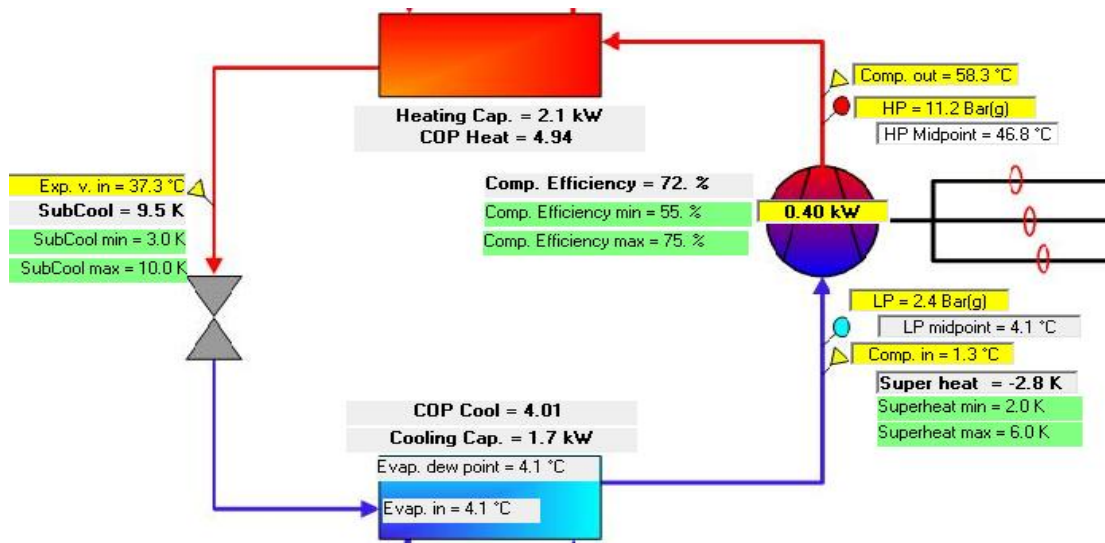 Comp. out = 58.3 °C
HP = 11.2 Bar(g)
HP Midpoint = 46.8 °C
Heating Cap. = 2.1 kW
COP Heat = 4.94
Exp. v. in = 37.3 °C
SubCool = 9.5 K
SubCool min = 3.0 K
SubCool max = 10.0 K
Comp. Efficiency = 72. %
Comp. Efficiency min = 55. %
Comp. Efficiency max = 75. %
0.40 kW
LP = 2.4 Bar(g)
LP midpoint = 4.1 °C
Comp. in = 1.3 °C
Super heat = -2.8 K
Superheat min = 2.0 K
Superheat max = 6.0 K
COP Cool = 4.01
Cooling Cap. = 1.7 kW
Evap. dew point = 4.1 °C
Evap. in = 4.1 °C